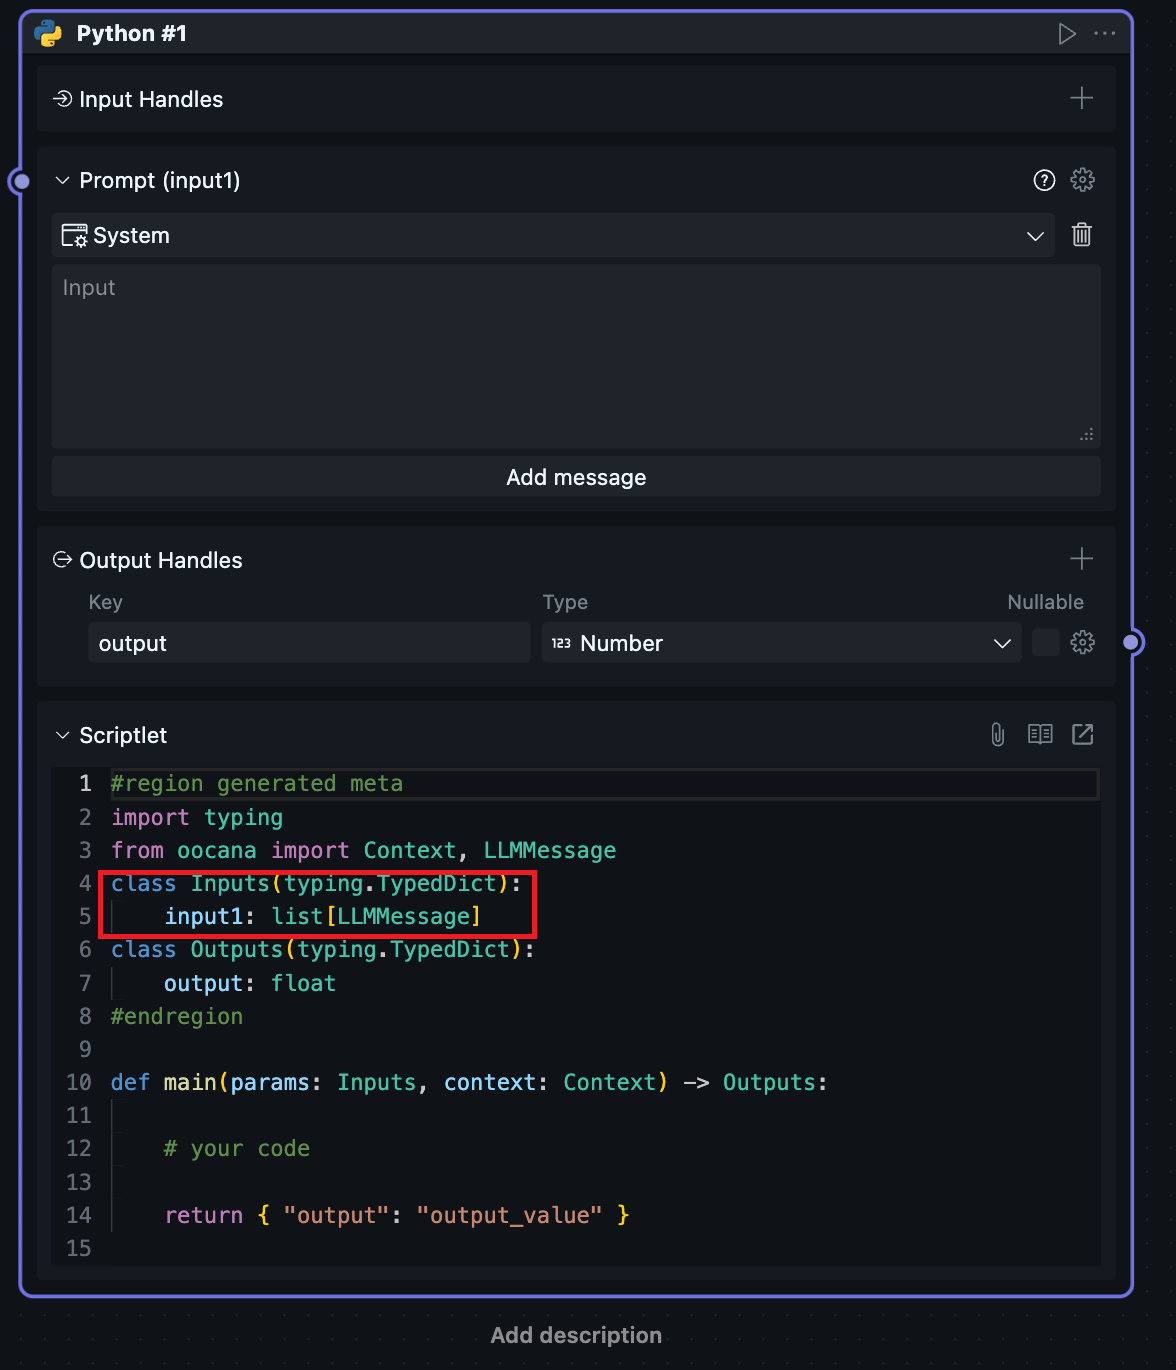 Python #1
Input Handles
Prompt (input1)
System
Input
Add message
Output Handles
Key Type Nullable
output 123 Number
Scriptlet
1 #region generated meta
2 import typing
3 from oocana import Context, LLMMessage
4 class Inputs(typing.TypedDict):
5     input1: list[LLMMessage]
6 class Outputs(typing.TypedDict):
7     output: float
8 #endregion
9
10 def main(params: Inputs, context: Context) -> Outputs:
11
12     # your code
13
14     return { "output": "output_value" }
15
Add description